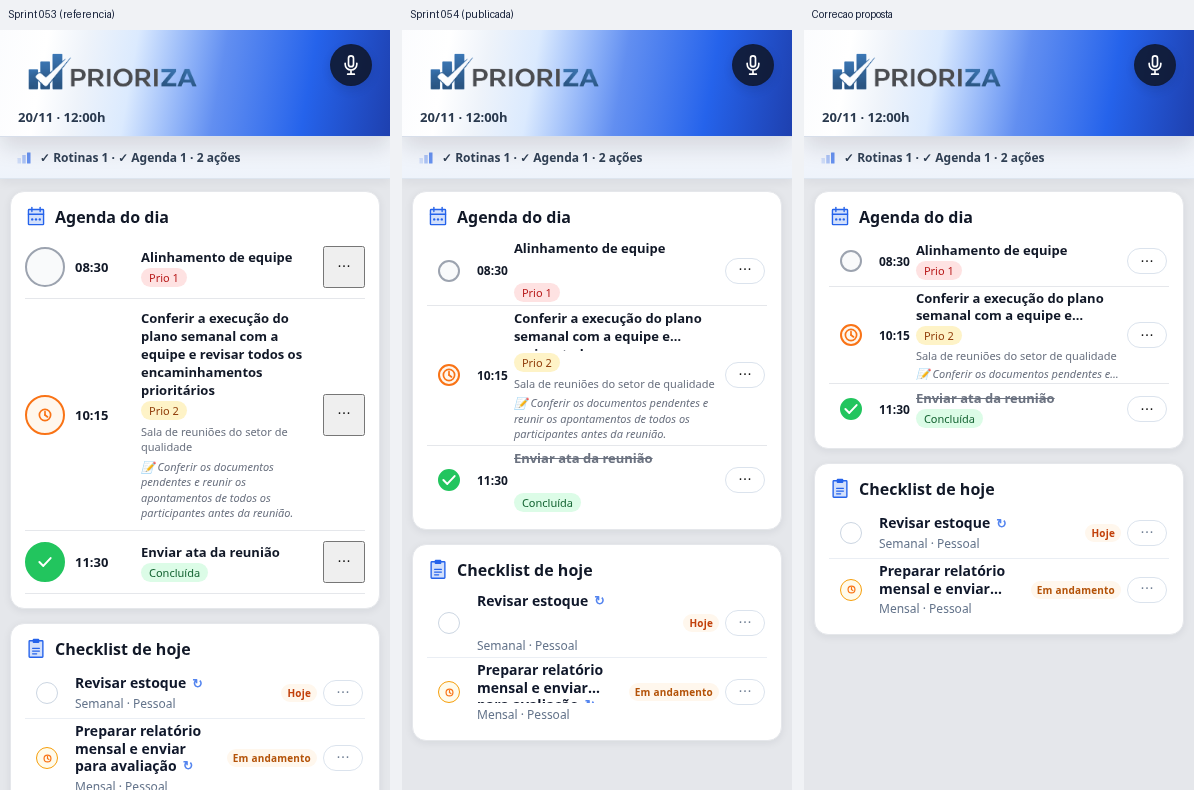 Sprint 053 (referencia)
PRIORIZA
20/11 · 12:00h
✓ Rotinas 1 · ✓ Agenda 1 · 2 ações
Agenda do dia
08:30
Alinhamento de equipe
Prio 1
...
10:15
Conferir a execução do
plano semanal com a
equipe e revisar todos os
encaminhamentos
prioritários
Prio 2
Sala de reuniões do setor de
qualidade
📝 Conferir os documentos
pendentes e reunir os
apontamentos de todos os
participantes antes da reunião.
...
11:30
Enviar ata da reunião
Concluída
...
Checklist de hoje
Revisar estoque ↻
Semanal · Pessoal
Hoje
...
Preparar relatório
mensal e enviar
para avaliação ↻
Mensal · Pessoal
Em andamento
...
Sprint 054 (publicada)
PRIORIZA
20/11 · 12:00h
✓ Rotinas 1 · ✓ Agenda 1 · 2 ações
Agenda do dia
08:30
Alinhamento de equipe
Prio 1
...
10:15
Conferir a execução do plano
semanal com a equipe e...
Prio 2
Sala de reuniões do setor de qualidade
📝 Conferir os documentos pendentes e
reunir os apontamentos de todos os
participantes antes da reunião.
...
11:30
Enviar ata da reunião
Concluída
...
Checklist de hoje
Revisar estoque ↻
Semanal · Pessoal
Hoje
...
Preparar relatório
mensal e enviar...
para avaliação ↻
Mensal · Pessoal
Em andamento
...
Correcao proposta
PRIORIZA
20/11 · 12:00h
✓ Rotinas 1 · ✓ Agenda 1 · 2 ações
Agenda do dia
08:30
Alinhamento de equipe
Prio 1
...
10:15
Conferir a execução do plano
semanal com a equipe e...
Prio 2
Sala de reuniões do setor de qualidade
📝 Conferir os documentos pendentes e...
...
11:30
Enviar ata da reunião
Concluída
...
Checklist de hoje
Revisar estoque ↻
Semanal · Pessoal
Hoje
...
Preparar relatório
mensal e enviar...
Mensal · Pessoal
Em andamento
...